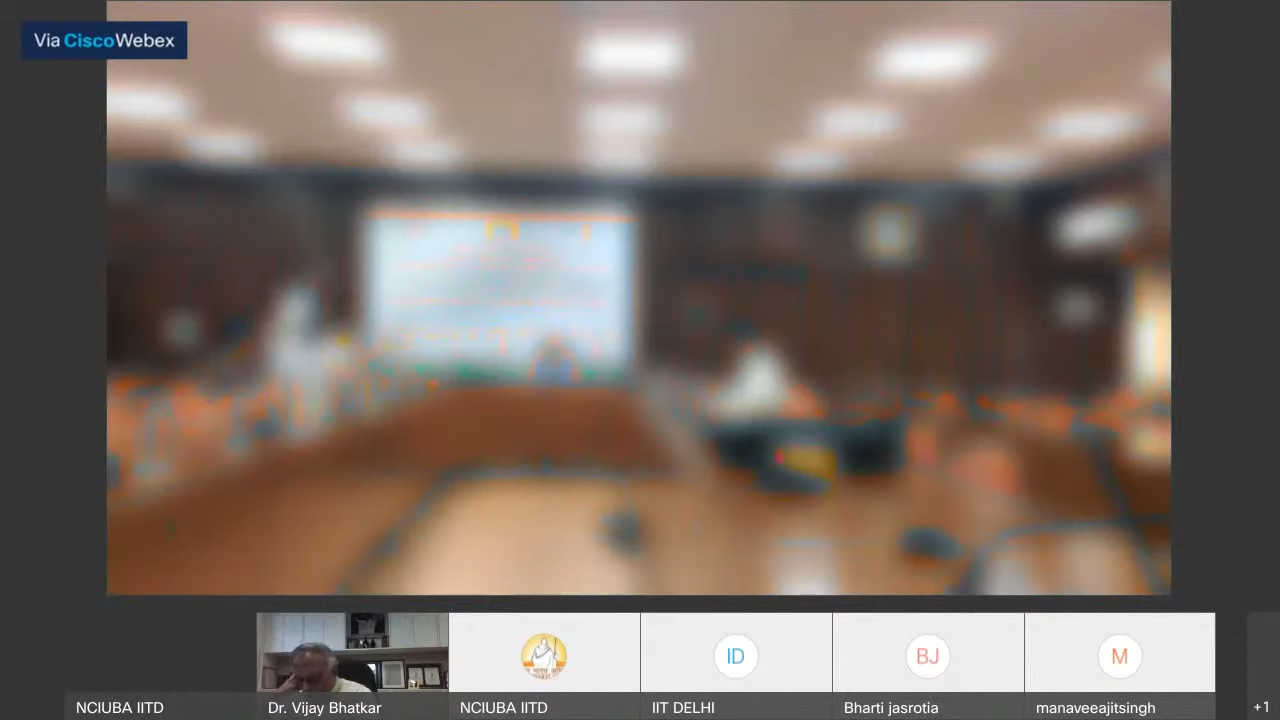 Via CiscoWebex
NCIUBA IITD
Dr. Vijay Bhatkar
NCIUBA IITD
ID
IIT DELHI
BJ
Bharti jasrotia
M
manaveeajitsingh
+1